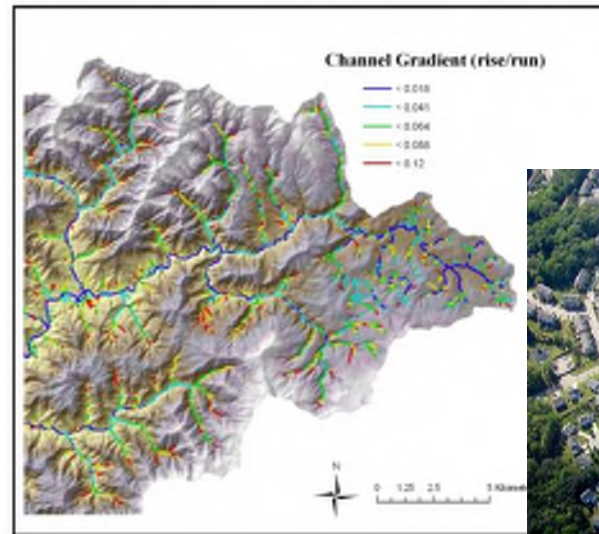 Channel Gradient (rise/run)
< 0.018
< 0.041
< 0.064
< 0.088
< 0.12
N
0 1.25 2.5 5